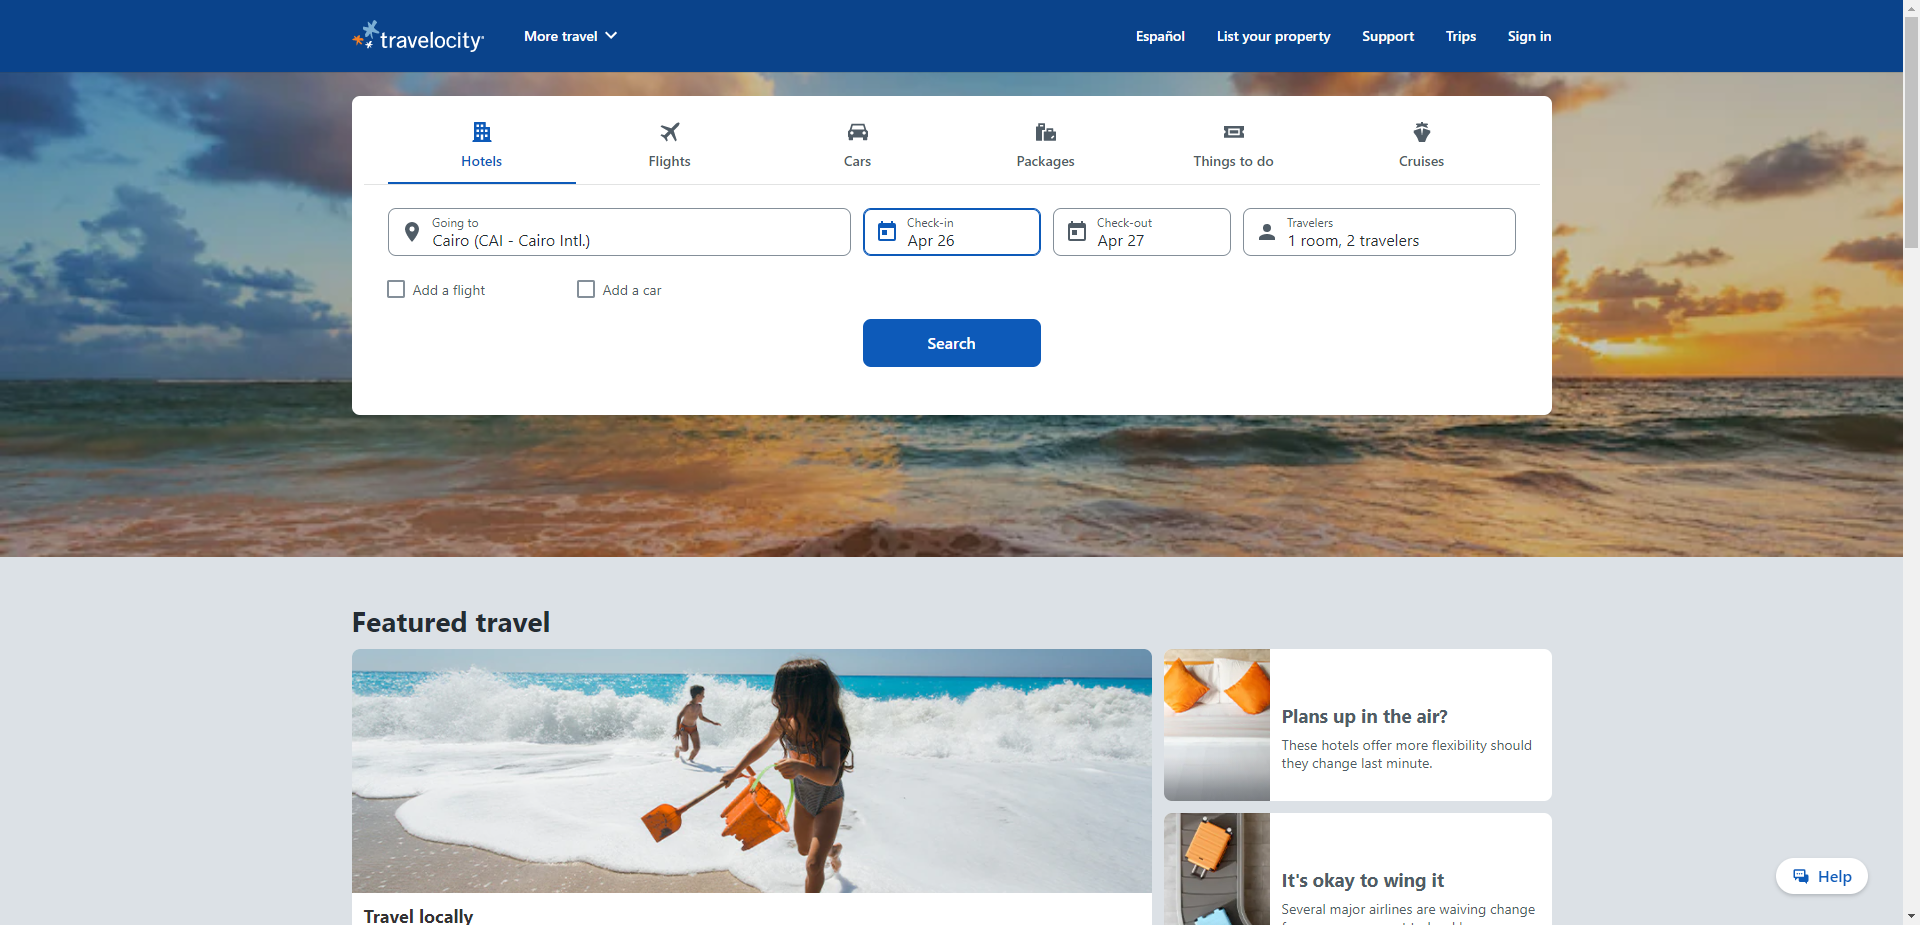 travelocity
More travel
Español
List your property
Support
Trips
Sign in
Hotels
Flights
Cars
Packages
Things to do
Cruises
Going to
Cairo (CAI - Cairo Intl.)
Check-in
Apr 26
Check-out
Apr 27
Travelers
1 room, 2 travelers
Add a flight
Add a car
Search
Featured travel
Plans up in the air?
These hotels offer more flexibility should
they change last minute.
It's okay to wing it
Several major airlines are waiving change
Travel locally
Help